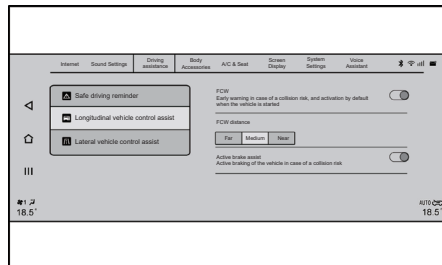 Internet Sound Settings Driving assistance Body Accessories A/C & Seat Screen Display System Settings Voice Assistant
Safe driving reminder
Longitudinal vehicle control assist
Lateral vehicle control assist
FCW
Early warning in case of a collision risk, and activation by default
when the vehicle is started
FCW distance
Far Medium Near
Active brake assist
Active braking of the vehicle in case of a collision risk
1
18.5°
AUTO
18.5°